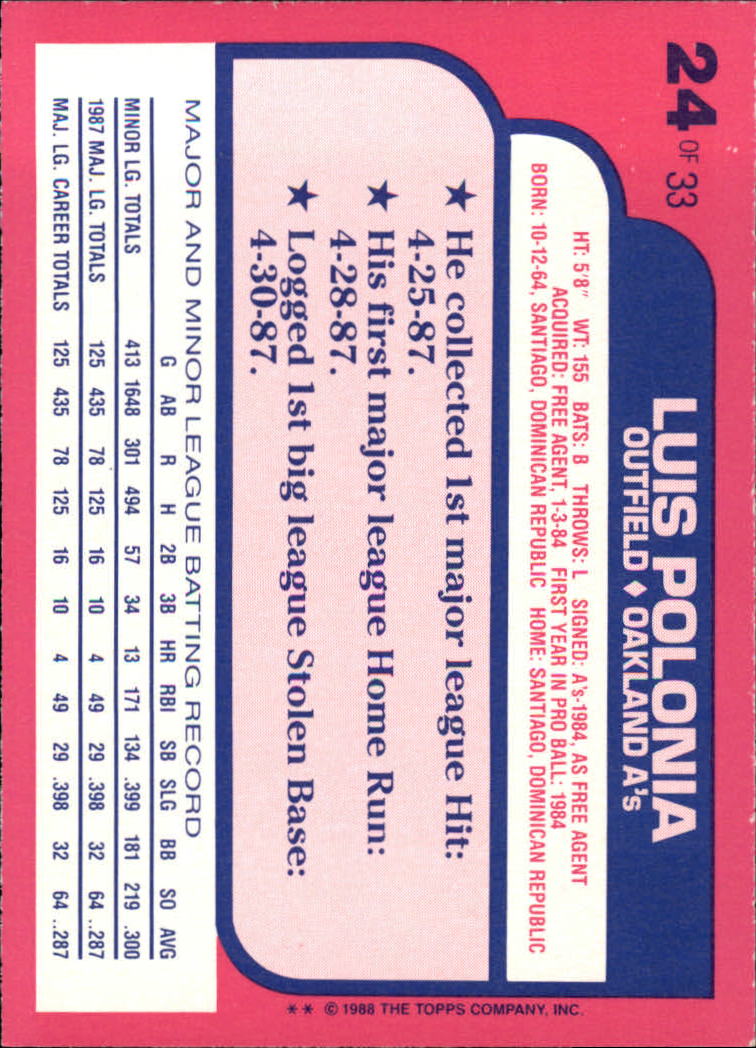 24 OF 33
LUIS POLONIA
OUTFIELD ♦ OAKLAND A's
HT: 5'8" WT: 155 BATS: B THROWS: L SIGNED: A's-1984, AS FREE AGENT
ACQUIRED: FREE AGENT, 1-3-84 FIRST YEAR IN PRO BALL: 1984
BORN: 10-12-64, SANTIAGO, DOMINICAN REPUBLIC HOME: SANTIAGO, DOMINICAN REPUBLIC
★ He collected 1st major league Hit:
4-25-87.
★ His first major league Home Run:
4-28-87.
★ Logged 1st big league Stolen Base:
4-30-87.
MAJOR AND MINOR LEAGUE BATTING RECORD
G AB R H 2B 3B HR RBI SB SLG BB SO AVG
MINOR LG. TOTALS 413 1648 301 494 57 34 13 171 134 .399 181 219 .300
1987 MAJ. LG. TOTALS 125 435 78 125 16 10 4 49 29 .398 32 64 ..287
MAJ. LG. CAREER TOTALS 125 435 78 125 16 10 4 49 29 .398 32 64 ..287
** © 1988 THE TOPPS COMPANY, INC.